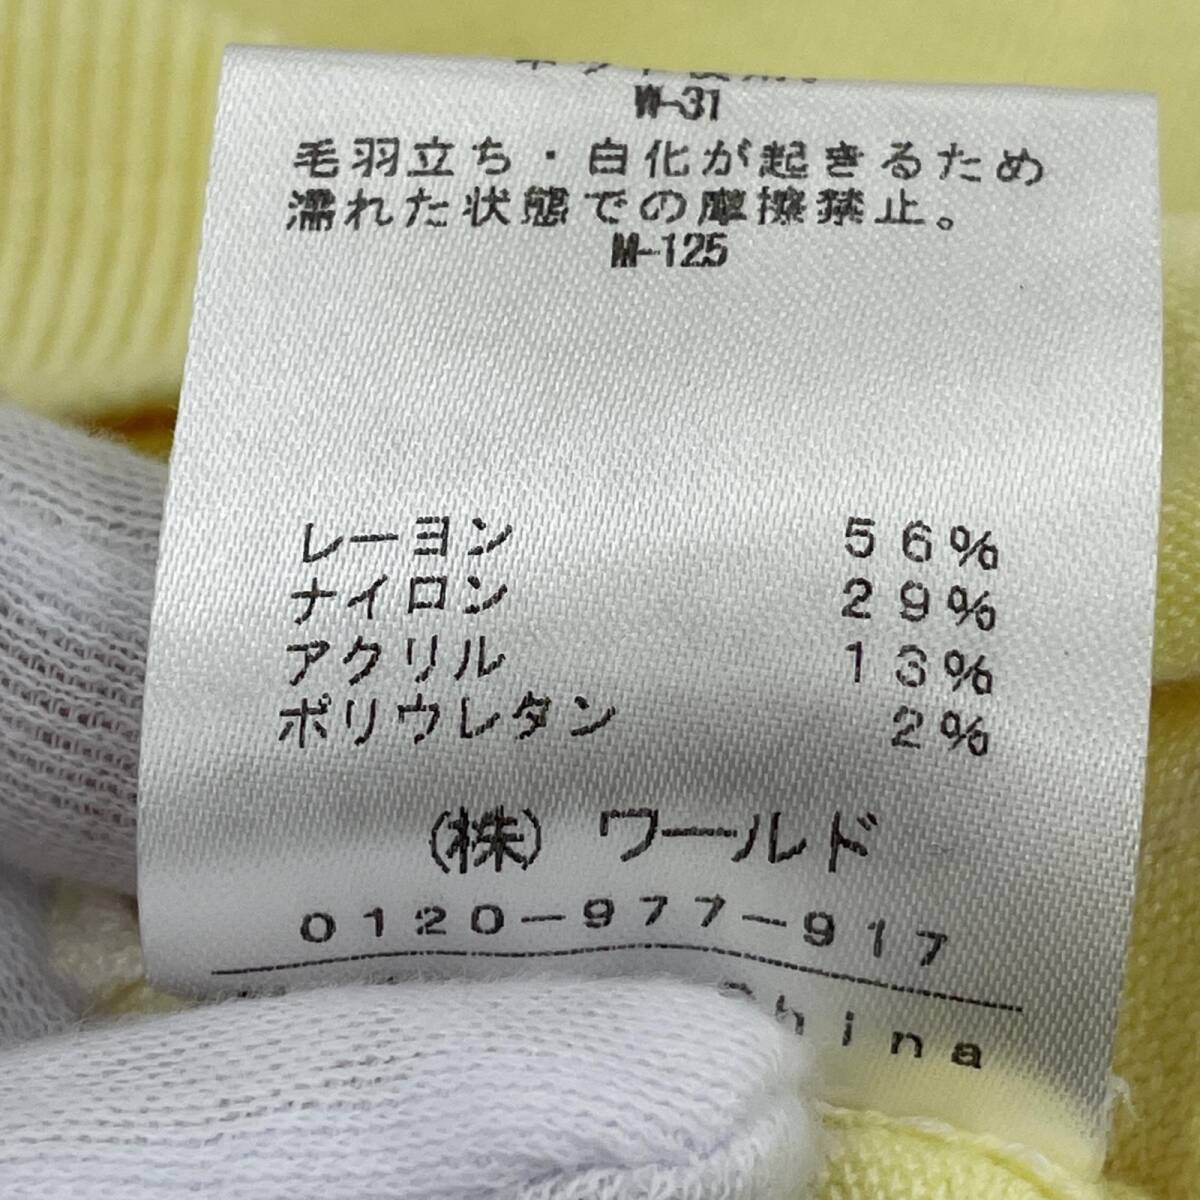 W-31
毛羽立ち・白化が起きるため
濡れた状態での摩擦禁止。
M-125
レーヨン 56%
ナイロン 29%
アクリル 13%
ポリウレタン 2%
(株) ワールド
0120-977-917
China